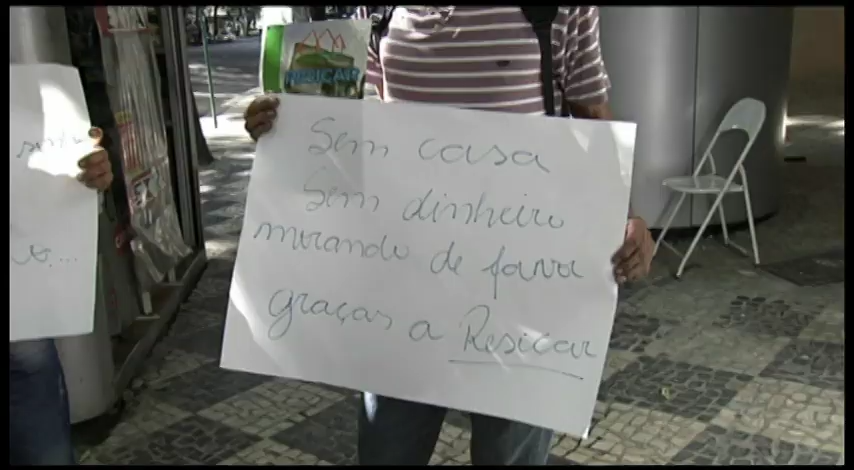 RESICAR
Sem casa
Sem dinheiro
morando de favor
graças a Resicar